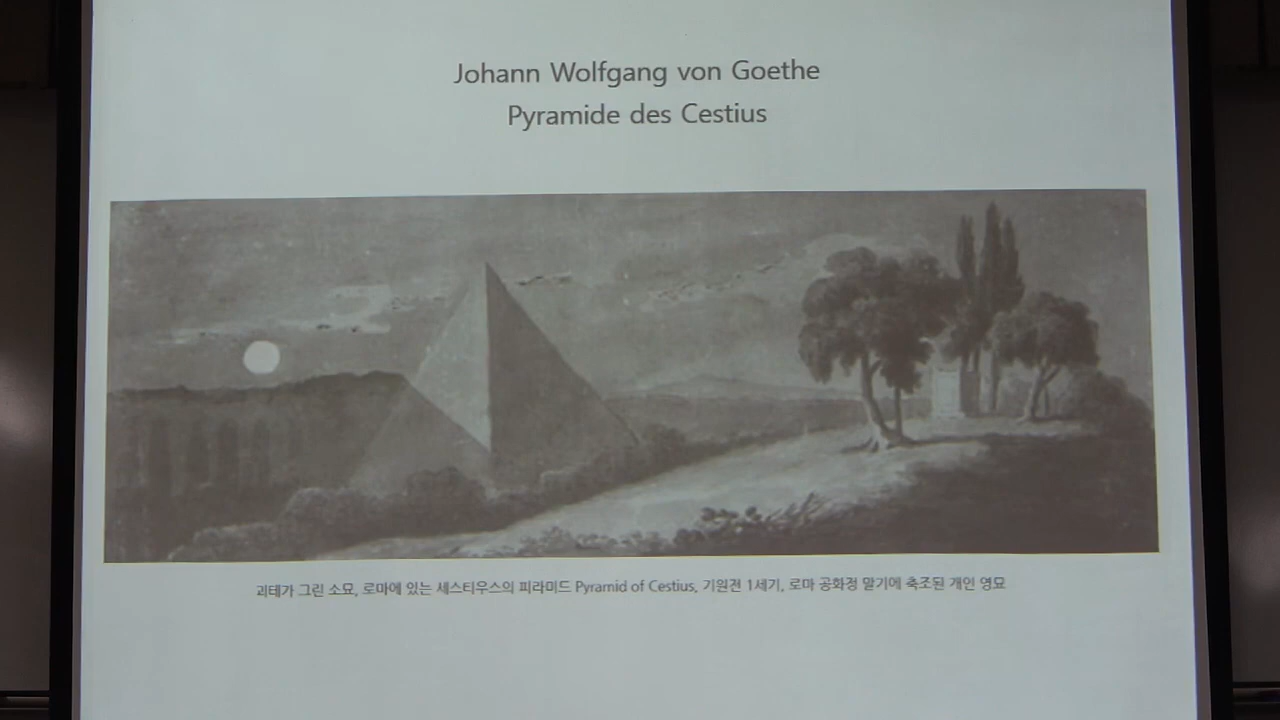 Johann Wolfgang von Goethe
Pyramide des Cestius
괴테가 그린 소묘, 로마에 있는 세스티우스의 피라미드 Pyramid of Cestius, 기원전 1세기, 로마 공화정 말기에 축조된 개인 영묘